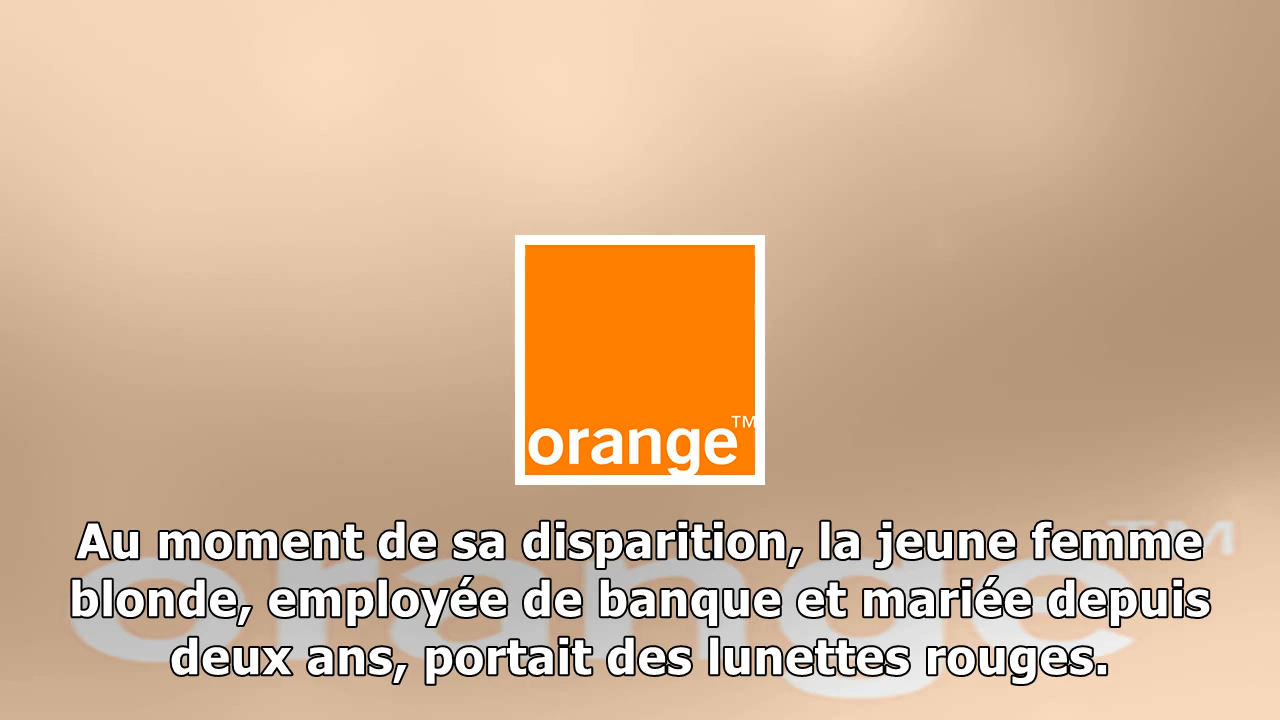 orange™
Au moment de sa disparition, la jeune femme
blonde, employée de banque et mariée depuis
deux ans, portait des lunettes rouges.
orange™